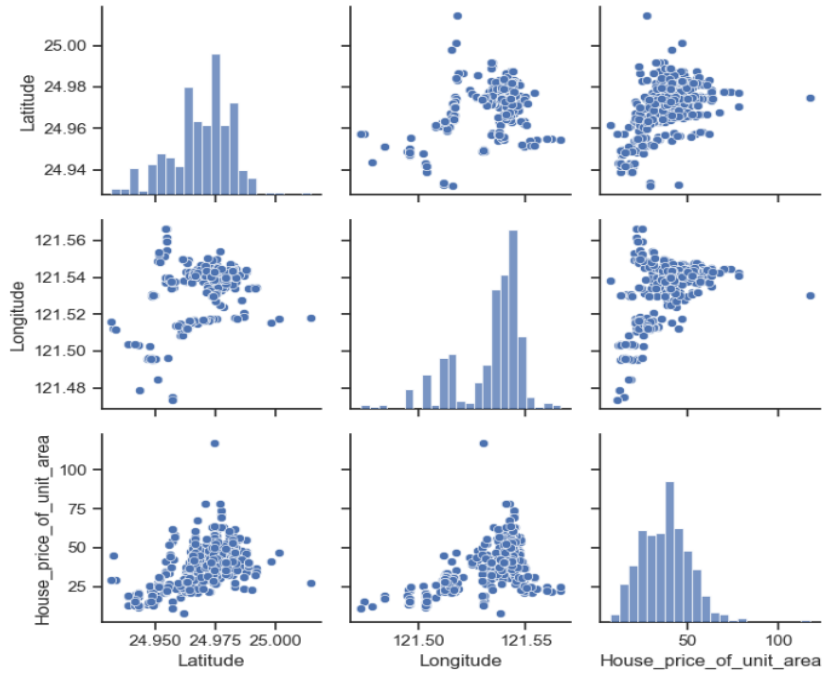 Latitude
25.00
24.98
24.96
24.94
Longitude
121.56
121.54
121.52
121.50
121.48
House_price_of_unit_area
100
75
50
25
24.950 24.975 25.000
Latitude
121.50 121.55
Longitude
50 100
House_price_of_unit_area